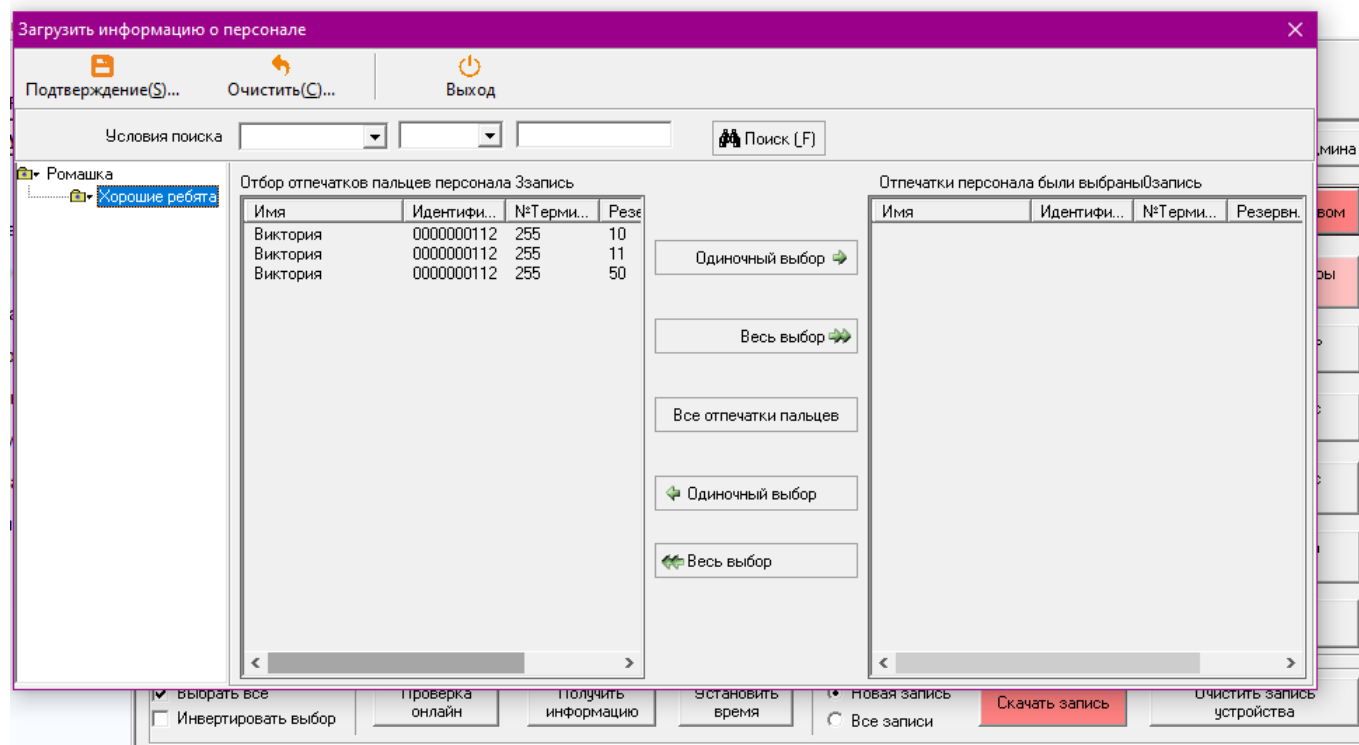 Загрузить информацию о персонале
Подтверждение(S)... Очистить(C)... Выход
Условия поиска Поиск (F)
Ромашка
Хорошие ребята
Отбор отпечатков пальцев персонала 3запись
Имя Идентифи... №Терми... Резе
Виктория 0000000112 255 10
Виктория 0000000112 255 11
Виктория 0000000112 255 50
Одиночный выбор
Весь выбор
Все отпечатки пальцев
Одиночный выбор
Весь выбор
Отпечатки персонала были выбраны0запись
Имя Идентифи... №Терми... Резервн.
мина
вом
ры
Выбрать все
Инвертировать выбор
Проверка
онлайн
Получить
информацию
Установить
время
Новая запись
Все записи
Скачать запись
Очистить запись
устройства